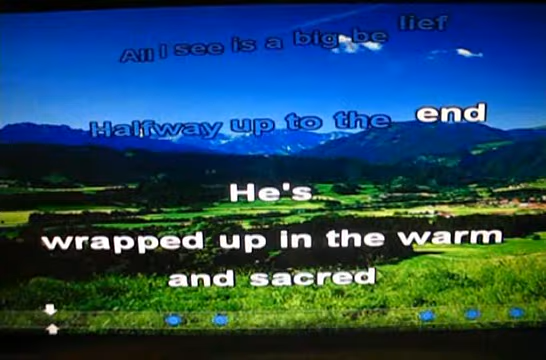 All I see is a big be lief
Halfway up to the end
He's
wrapped up in the warm
and sacred